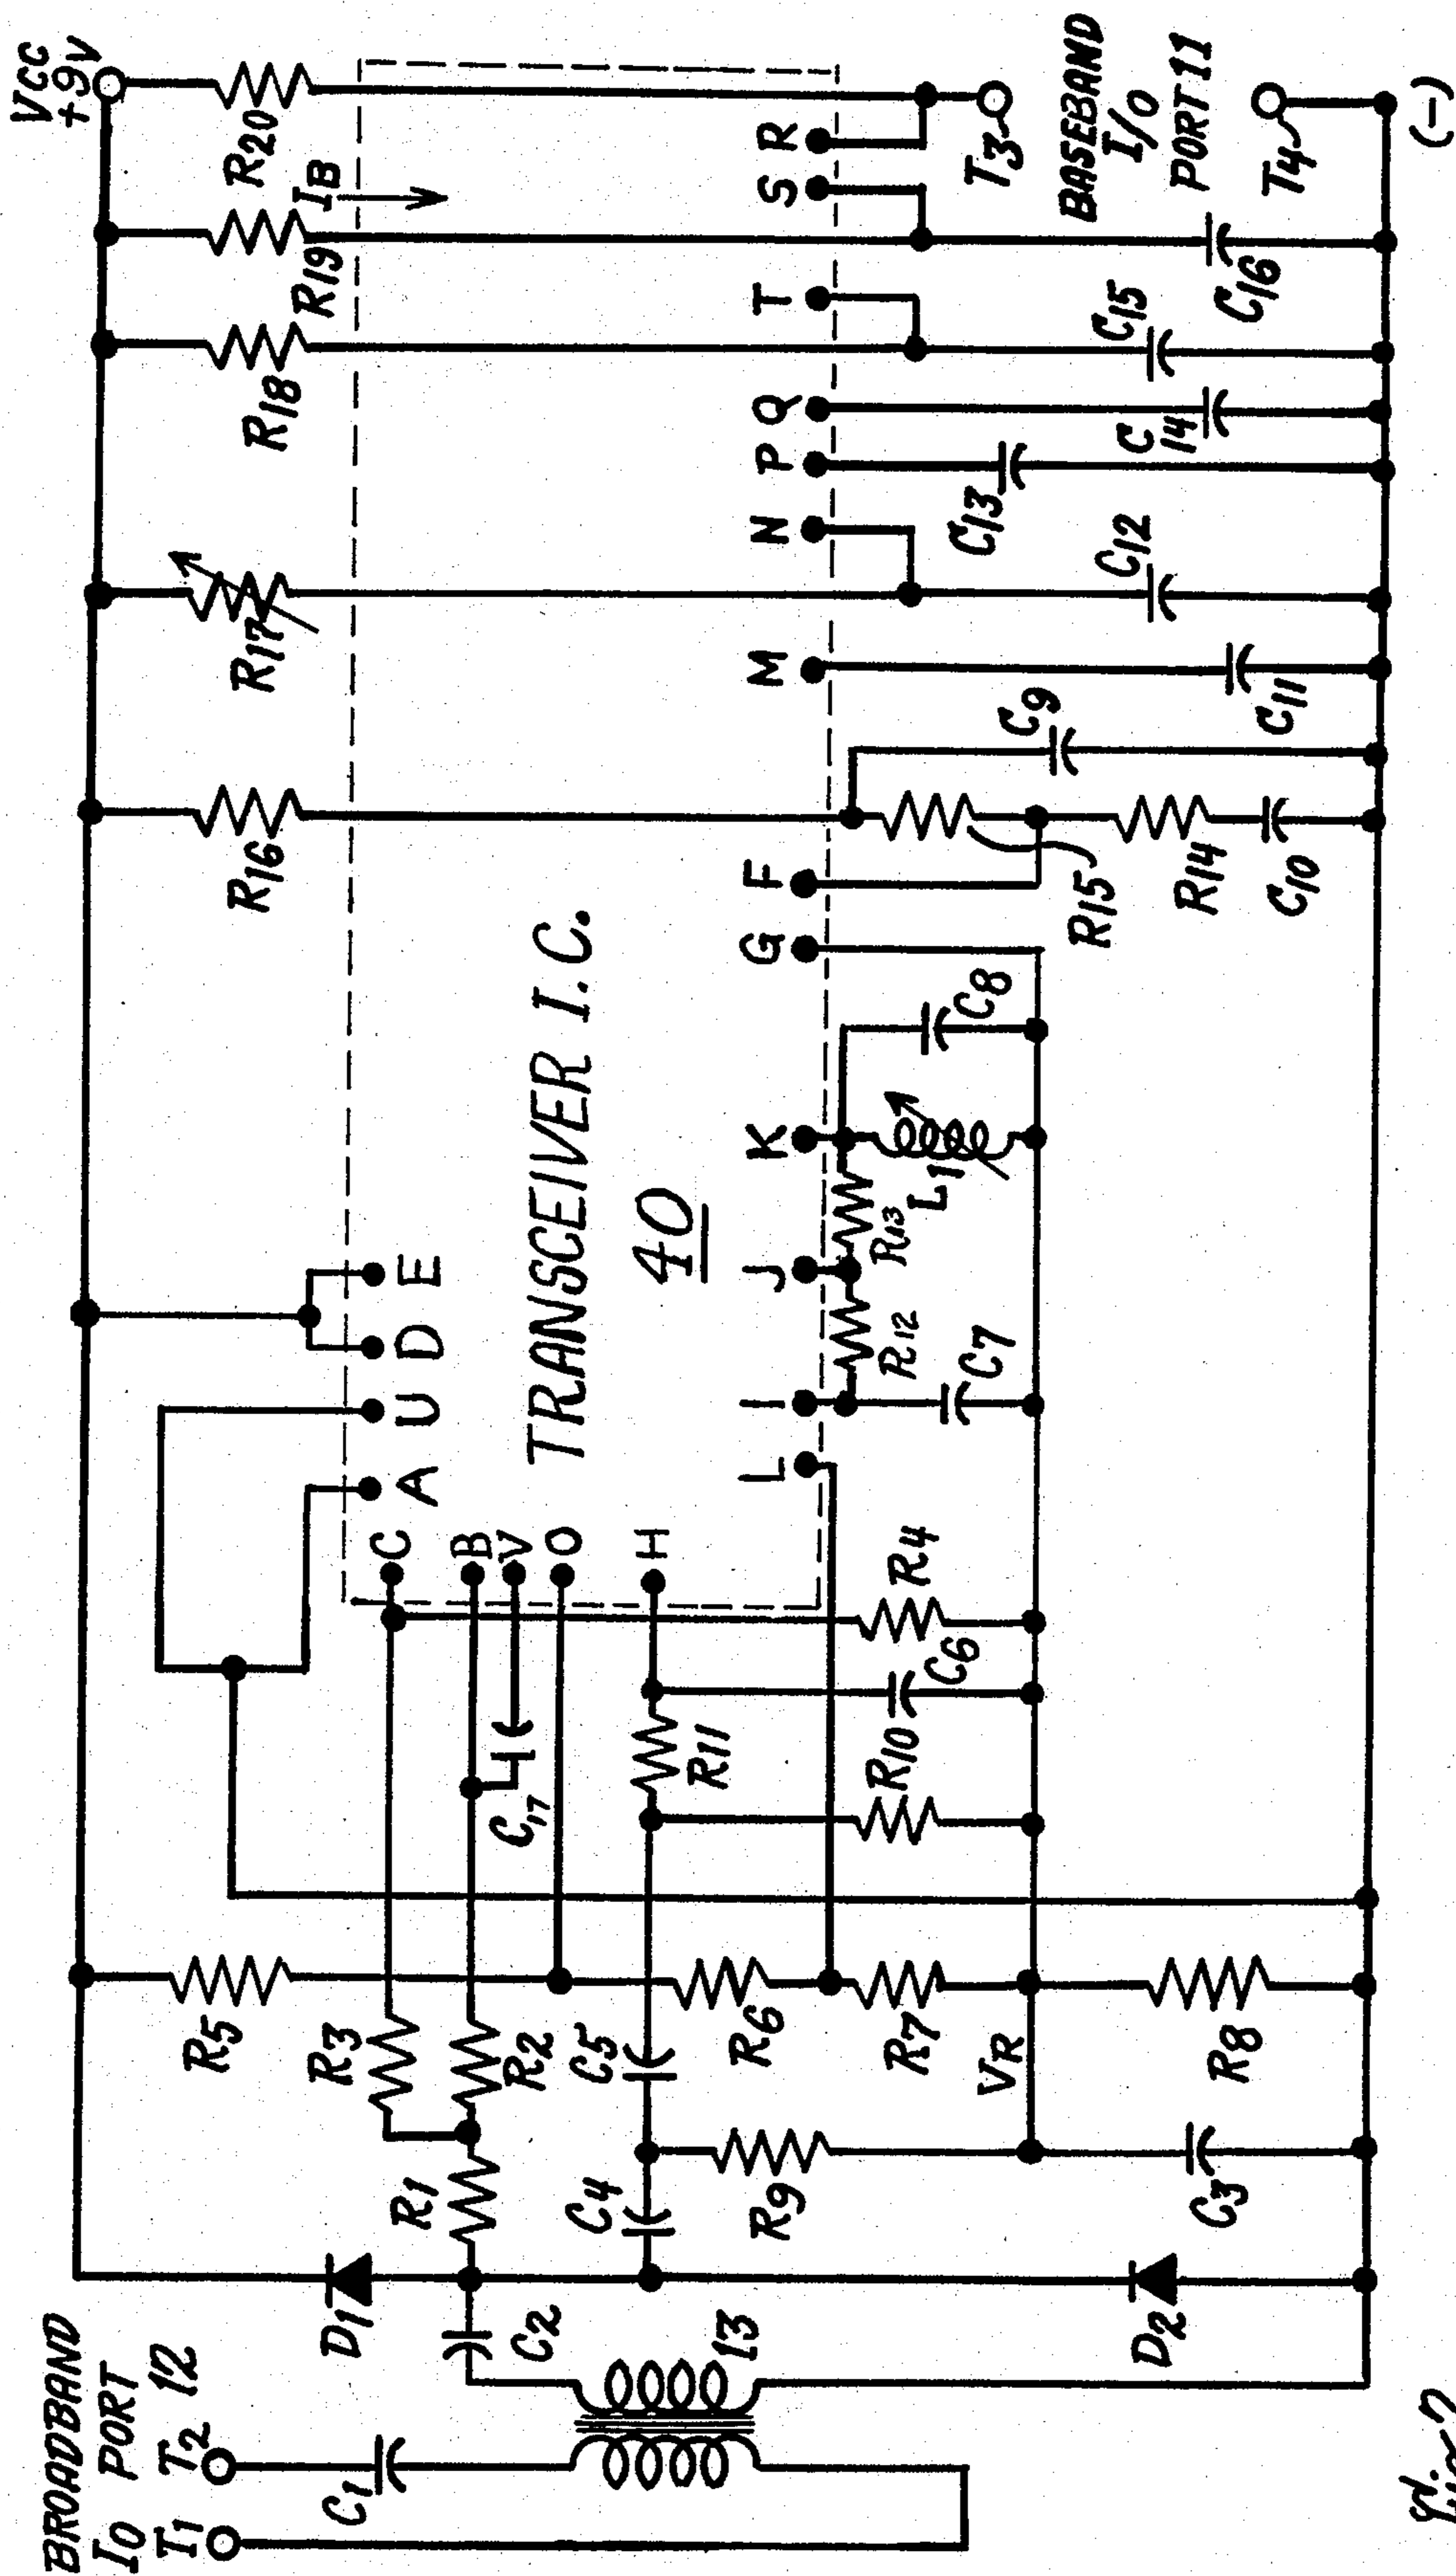 BROADBAND
I0 PORT 12
T1
T2
C1
13
C2
D1
D2
VCC
+9V
R5
R3
R1
R2
C4
C5
R9
R6
R7
VR
R8
C3
C17
R11
R10
C6
R4
C
B
V
O
H
A
U
D
E
TRANSCEIVER I.C.
40
L
I
J
K
G
F
M
N
P
Q
T
S
R
R12
R13
L1
C7
C8
R16
R15
R14
C10
C9
C11
R17
C12
C13
C14
R18
C15
R19
IB
C16
R20
T3
BASEBAND
I/O
PORT 11
T4
(-)
Fig. 2